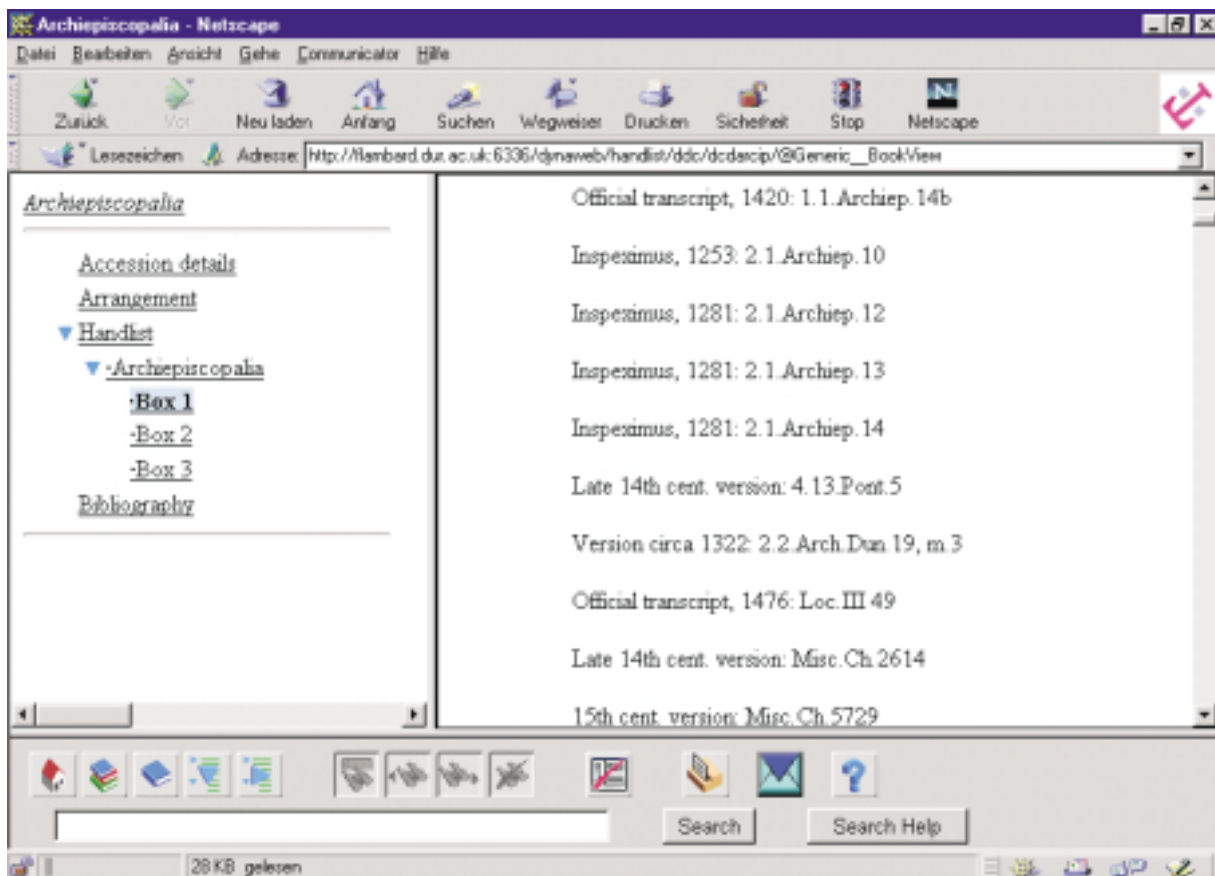 Archiepiscopalia - Netscape
Datei Bearbeiten Ansicht Gehe Communicator Hilfe
Zurück Vor Neu laden Anfang Suchen Wegweiser Drucken Sicherheit Stop Netscape
Lesezeichen Adresse: http://flambard.dur.ac.uk:6336/dynaweb/handlist/ddc/dcdarcip/@Generic__BookView
Archiepiscopalia
Accession details
Arrangement
Handlist
-Archiepiscopalia
-Box 1
-Box 2
-Box 3
Bibliography
Official transcript, 1420: 1.1.Archiep.14b
Inspeximus, 1253: 2.1.Archiep.10
Inspeximus, 1281: 2.1.Archiep.12
Inspeximus, 1281: 2.1.Archiep.13
Inspeximus, 1281: 2.1.Archiep.14
Late 14th cent. version: 4.13.Pont.5
Version circa 1322: 2.2.Arch.Dun.19, m.3
Official transcript, 1476: Loc.III 49
Late 14th cent. version: Misc.Ch.2614
15th cent. version: Misc.Ch.5729
Search Search Help
28 KB gelesen